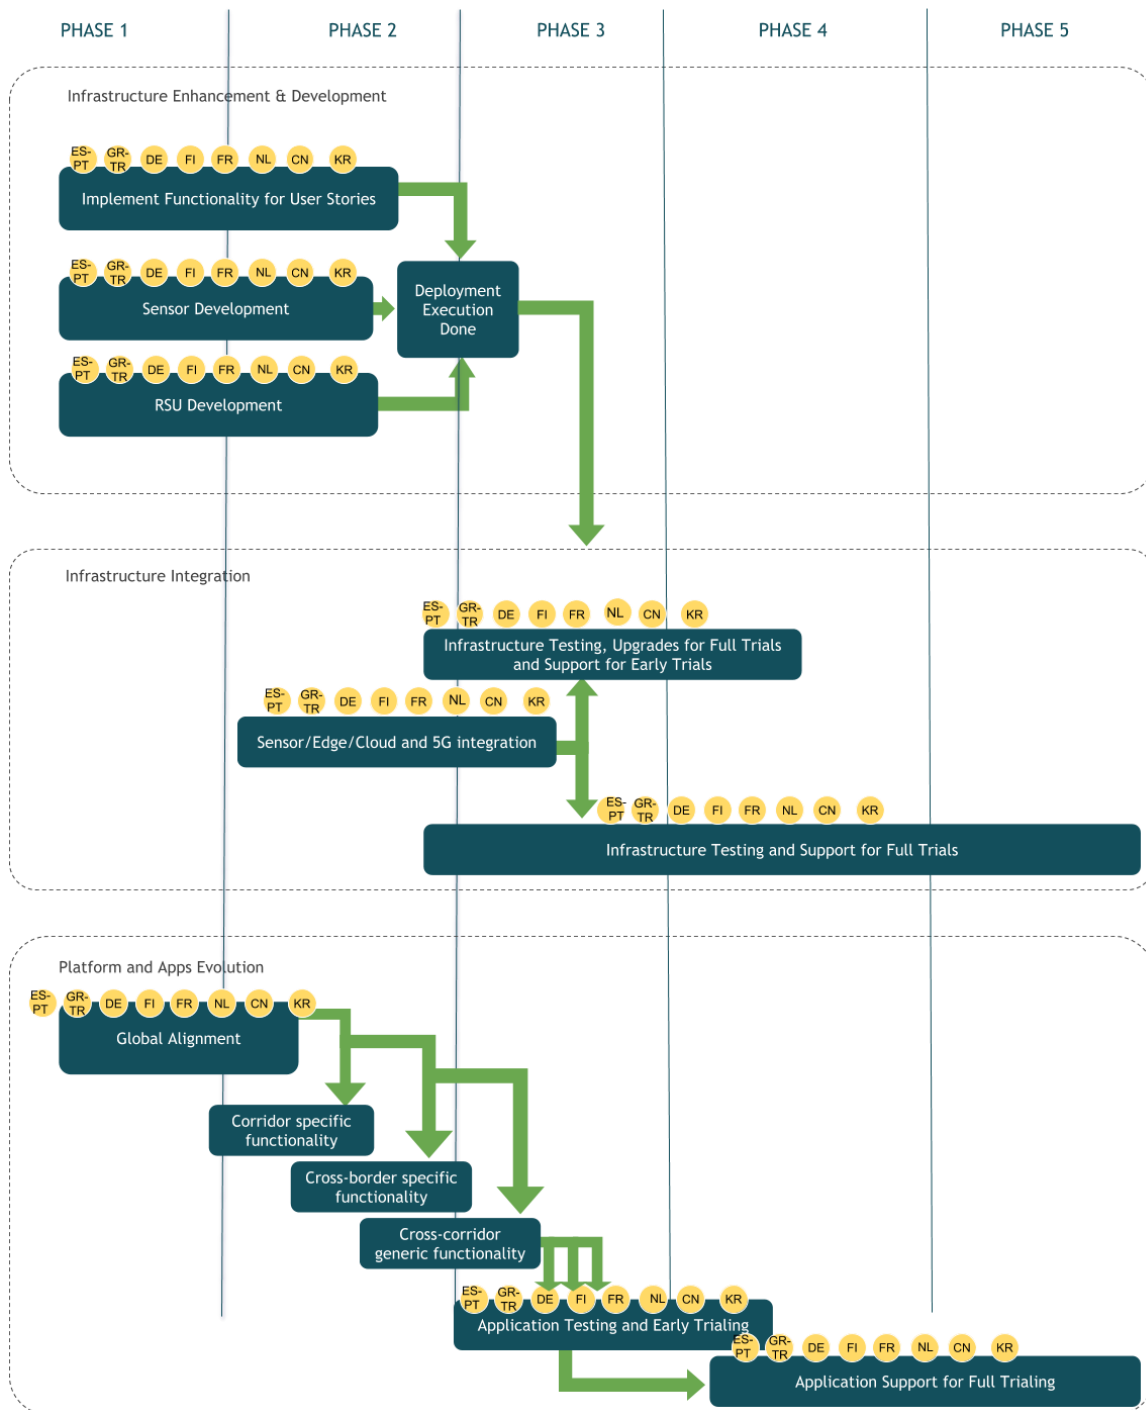 PHASE 1 PHASE 2 PHASE 3 PHASE 4 PHASE 5
Infrastructure Enhancement & Development
ES-PT GR-TR DE FI FR NL CN KR
Implement Functionality for User Stories
ES-PT GR-TR DE FI FR NL CN KR
Sensor Development
Deployment
Execution
Done
ES-PT GR-TR DE FI FR NL CN KR
RSU Development
Infrastructure Integration
ES-PT GR-TR DE FI FR NL CN KR
Infrastructure Testing, Upgrades for Full Trials
and Support for Early Trials
ES-PT GR-TR DE FI FR NL CN KR
Sensor/Edge/Cloud and 5G integration
ES-PT GR-TR DE FI FR NL CN KR
Infrastructure Testing and Support for Full Trials
Platform and Apps Evolution
ES-PT GR-TR DE FI FR NL CN KR
Global Alignment
Corridor specific
functionality
Cross-border specific
functionality
Cross-corridor
generic functionality
ES-PT GR-TR DE FI FR NL CN KR
Application Testing and Early Trialing
ES-PT GR-TR DE FI FR NL CN KR
Application Support for Full Trialing